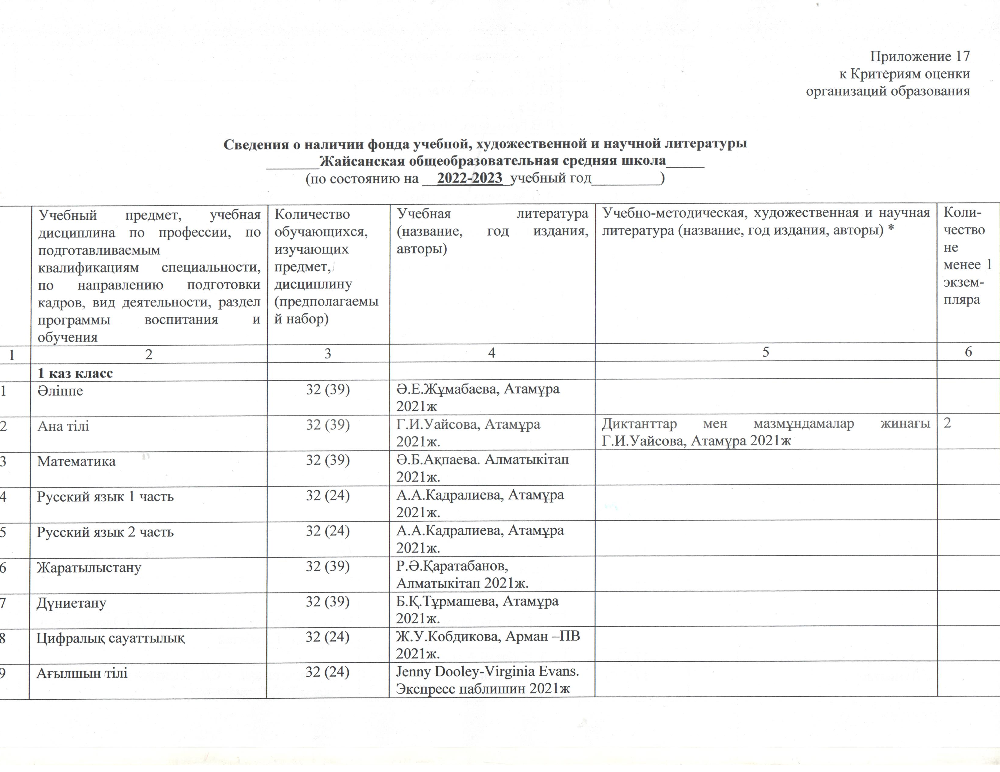 Приложение 17
к Критериям оценки
организаций образования
Сведения о наличии фонда учебной, художественной и научной литературы
_______Жайсанская общеобразовательная средняя школа_____
(по состоянию на __2022-2023_учебный год_________)
Учебный предмет, учебная
дисциплина по профессии, по
подготавливаемым
квалификациям специальности,
по направлению подготовки
кадров, вид деятельности, раздел
программы воспитания и
обучения
Количество
обучающихся,
изучающих
предмет,
дисциплину
(предполагаемы
й набор)
Учебная литература
(название, год издания,
авторы)
Учебно-методическая, художественная и научная
литература (название, год издания, авторы) *
Коли-
чество
не
менее 1
экзем-
пляра
1 2 3 4 5 6
1 каз класс
1 Әліппе 32 (39) Ә.Е.Жұмабаева, Атамұра
2021ж
2 Ана тілі 32 (39) Г.И.Уайсова, Атамұра
2021ж.
Диктанттар мен мазмұндамалар жинағы
Г.И.Уайсова, Атамұра 2021ж
2
3 Математика 32 (39) Ә.Б.Ақпаева. Алматыкітап
2021ж.
4 Русский язык 1 часть 32 (24) А.А.Кадралиева, Атамұра
2021ж.
5 Русский язык 2 часть 32 (24) А.А.Кадралиева, Атамұра
2021ж.
6 Жаратылыстану 32 (39) Р.Ә.Қаратабанов,
Алматыкітап 2021ж.
7 Дүниетану 32 (39) Б.Қ.Тұрмашева, Атамұра
2021ж.
8 Цифралық сауаттылық 32 (24) Ж.У.Кобдикова, Арман –ПВ
2021ж.
9 Ағылшын тілі 32 (24) Jenny Dooley-Virginia Evans.
Экспресс паблишин 2021ж